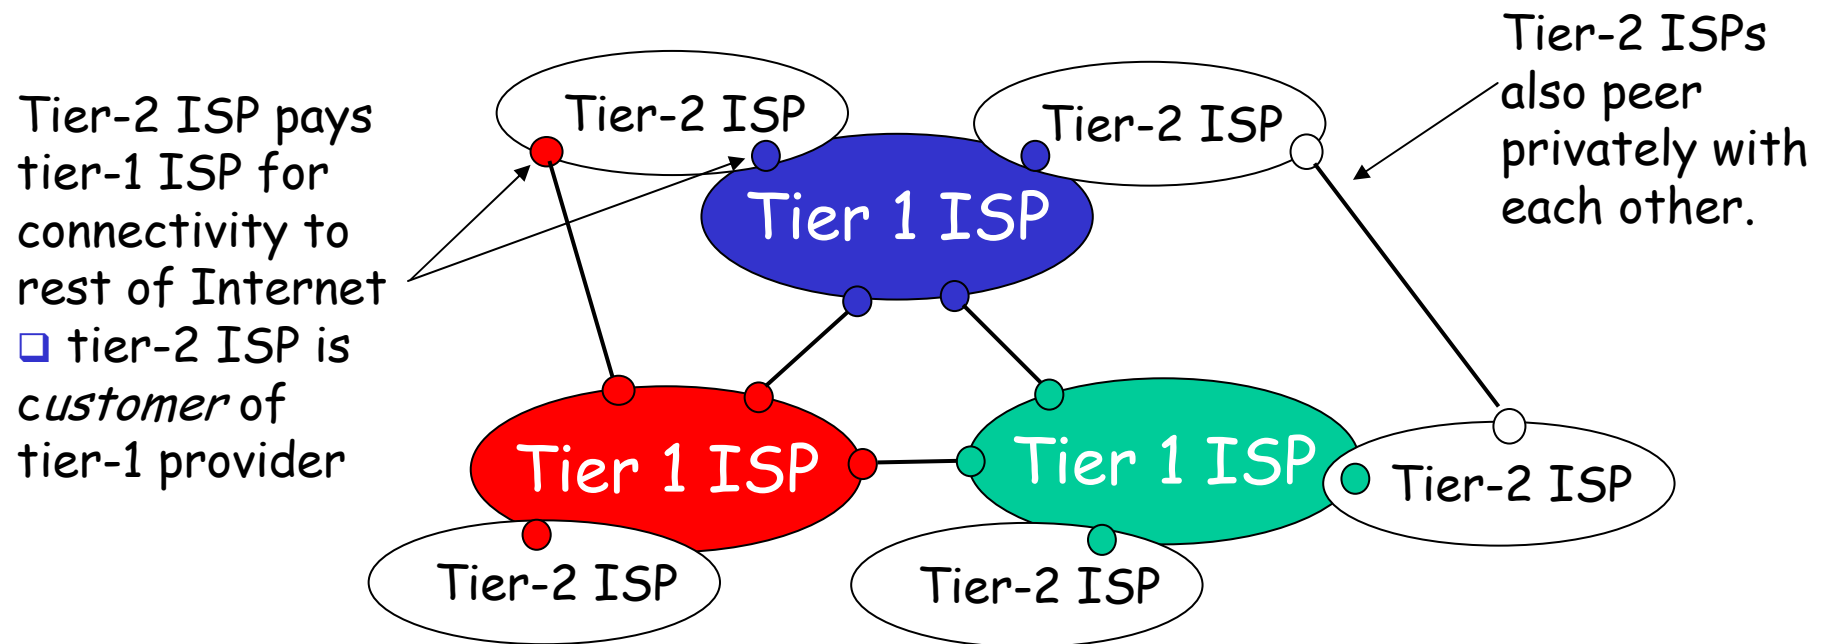 Tier-2 ISP pays
tier-1 ISP for
connectivity to
rest of Internet
❑ tier-2 ISP is
customer of
tier-1 provider
Tier-2 ISP
Tier-2 ISP
Tier-2 ISPs
also peer
privately with
each other.
Tier 1 ISP
Tier 1 ISP
Tier 1 ISP
Tier-2 ISP
Tier-2 ISP
Tier-2 ISP